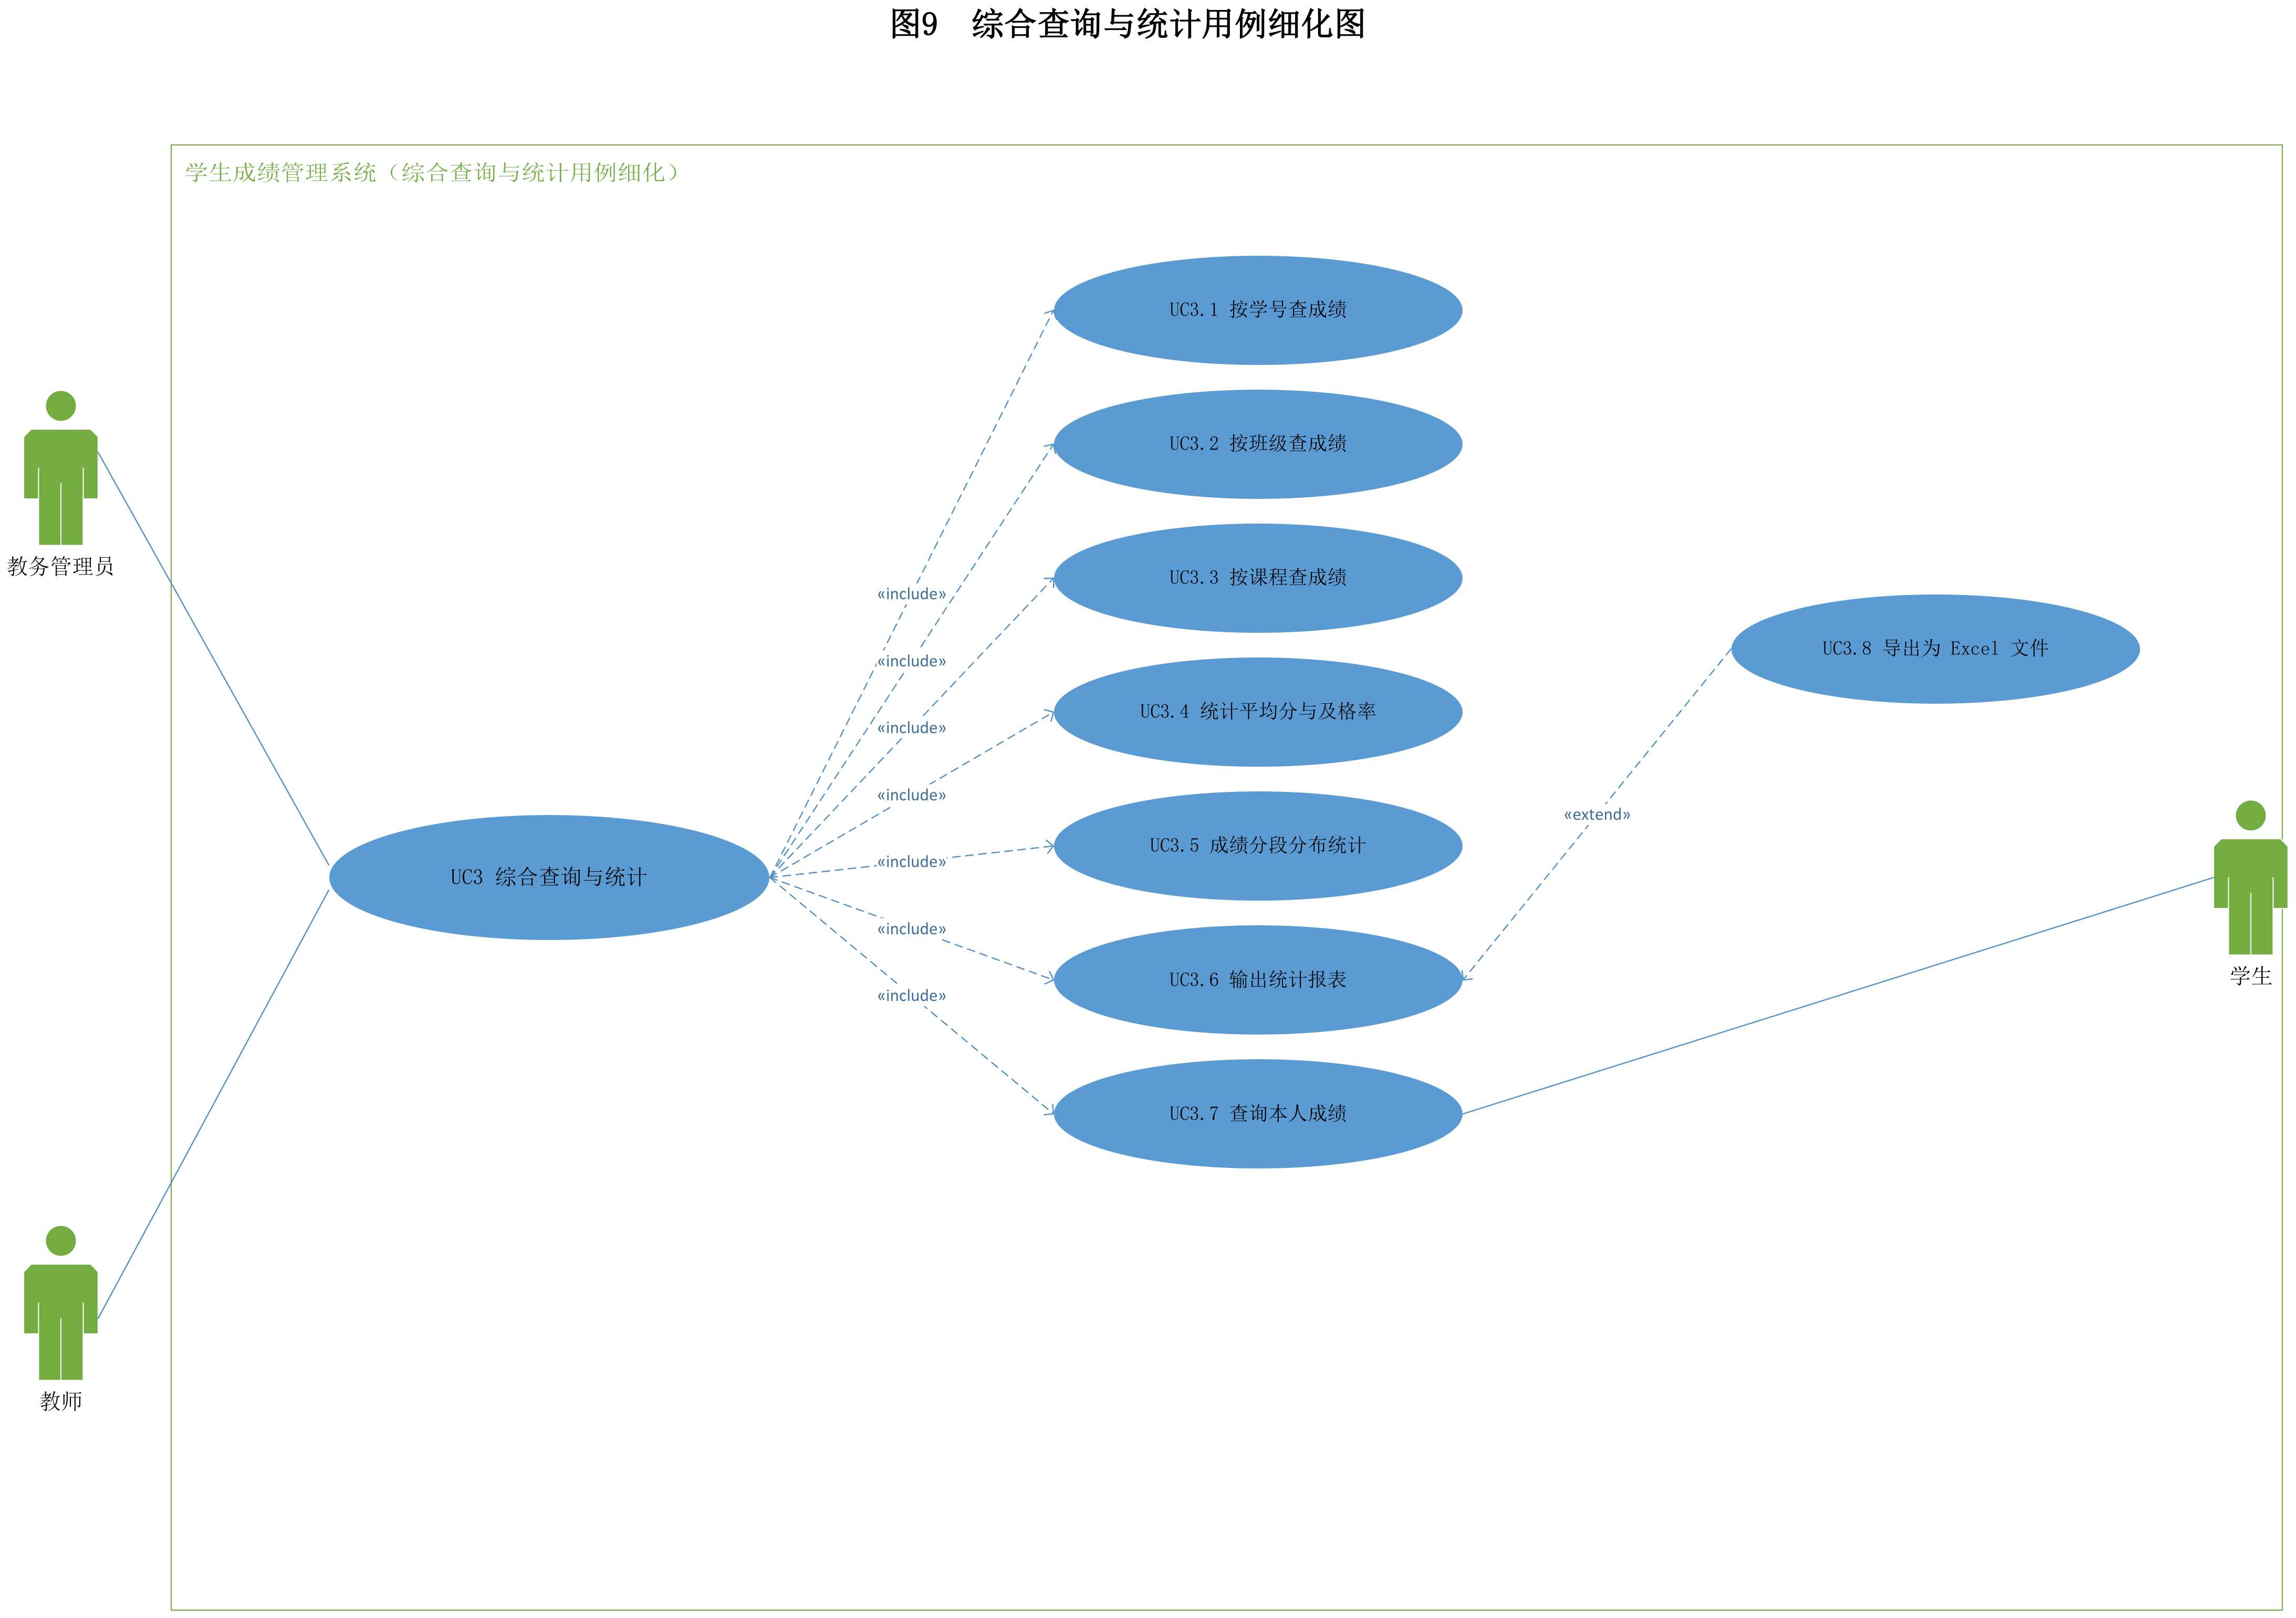 图9 综合查询与统计用例细化图
学生成绩管理系统（综合查询与统计用例细化）
UC3.1 按学号查成绩
UC3.2 按班级查成绩
教务管理员
UC3.3 按课程查成绩
«include»
UC3.8 导出为 Excel 文件
«include»
UC3.4 统计平均分与及格率
«include»
«include»
«extend»
UC3.5 成绩分段分布统计
«include»
UC3 综合查询与统计
«include»
UC3.6 输出统计报表
学生
«include»
UC3.7 查询本人成绩
教师